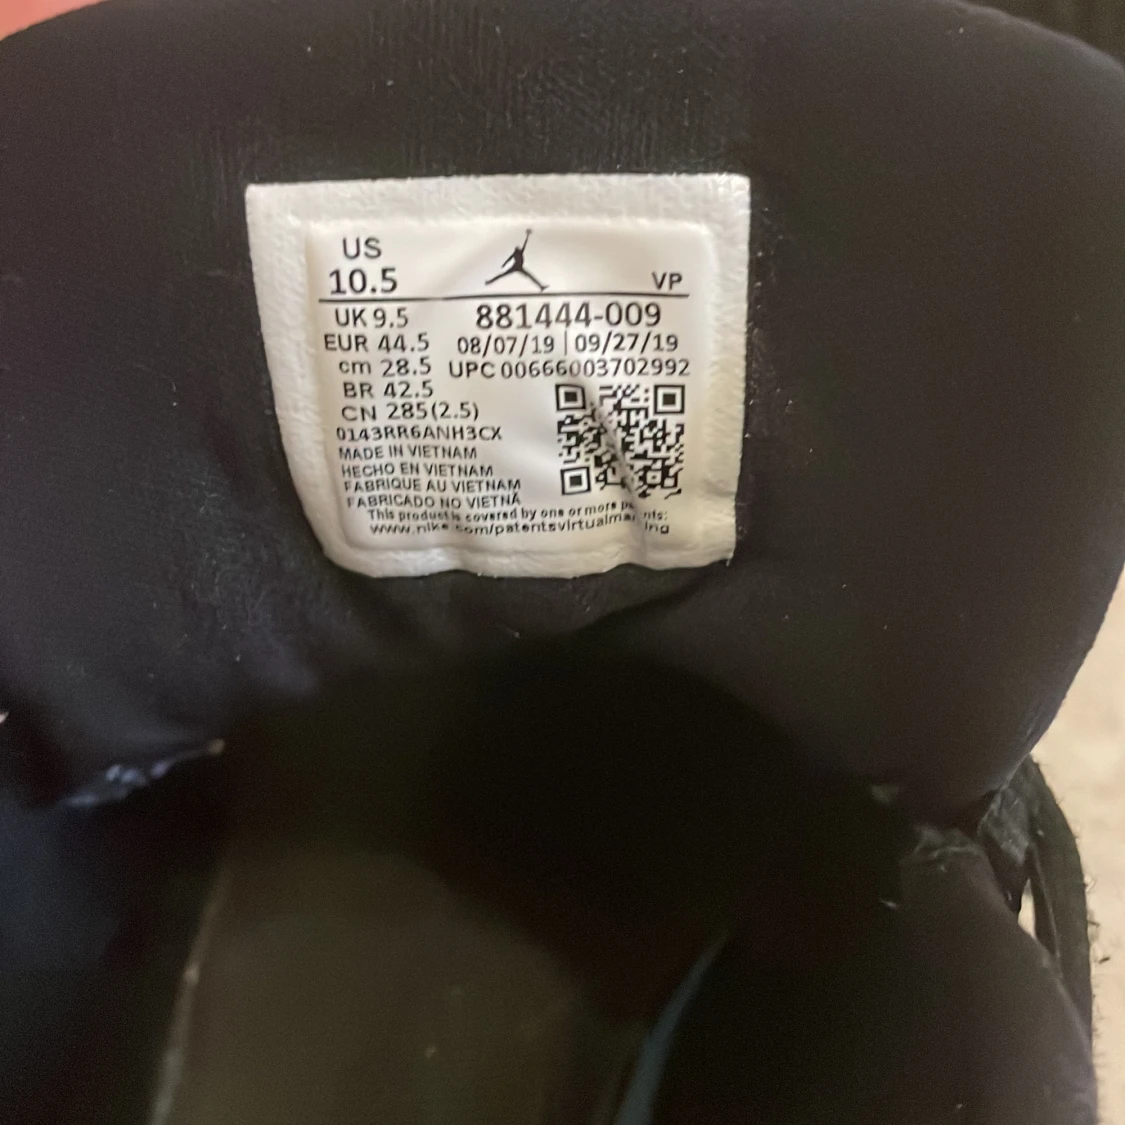 US
10.5
VP
UK 9.5
881444-009
EUR 44.5
08/07/19 | 09/27/19
cm 28.5
UPC 00666003702992
BR 42.5
CN 285(2.5)
0143RR6ANH3CX
MADE IN VIETNAM
HECHO EN VIETNAM
FABRIQUE AU VIETNAM
FABRICADO NO VIETNÃ
This product is covered by one or more
www.nike.com/patentsvirtualma